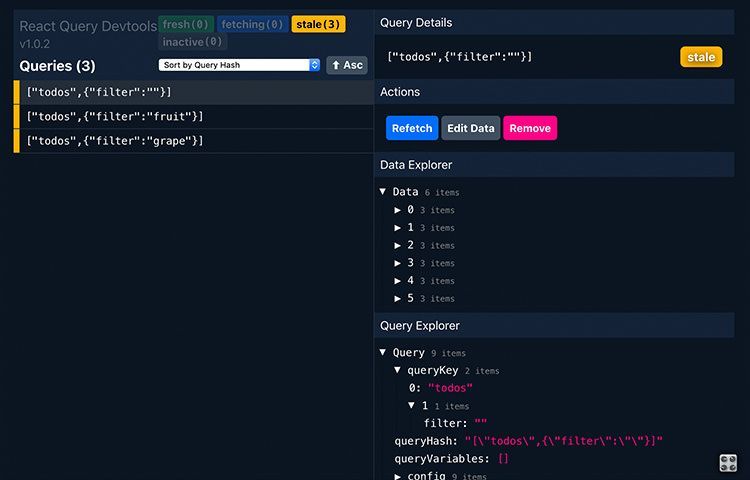 React Query Devtools
v1.0.2
fresh(0) fetching(0) stale(3)
inactive(0)
Queries (3)
Sort by Query Hash
⬆ Asc
["todos",{"filter":""}]
["todos",{"filter":"fruit"}]
["todos",{"filter":"grape"}]
Query Details
["todos",{"filter":""}]
stale
Actions
Refetch Edit Data Remove
Data Explorer
▼ Data 6 items
▶ 0 3 items
▶ 1 3 items
▶ 2 3 items
▶ 3 3 items
▶ 4 3 items
▶ 5 3 items
Query Explorer
▼ Query 9 items
▼ queryKey 2 items
0: "todos"
▼ 1 1 items
filter: ""
queryHash: "[\"todos\",{\"filter\":\"\"}]"
queryVariables: []
▶ config 9 items